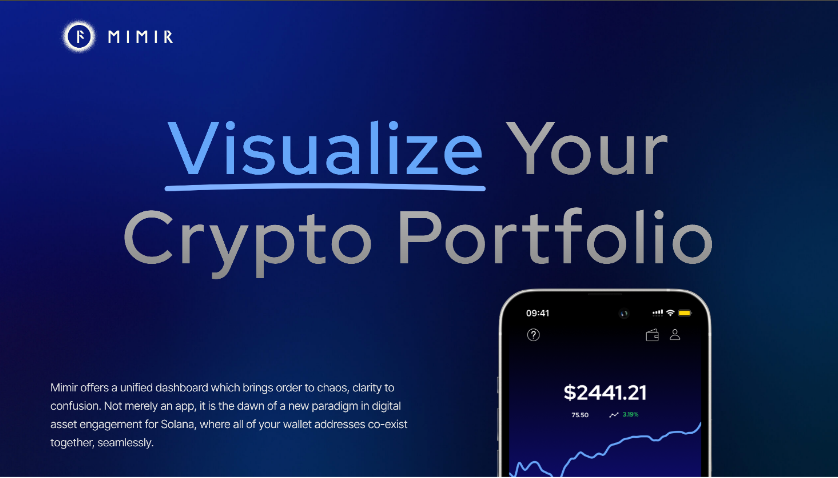 MIMIR
Visualize Your
Crypto Portfolio
09:41
$2441.21
75.50 3.19%
Mimir offers a unified dashboard which brings order to chaos, clarity to
confusion. Not merely an app, it is the dawn of a new paradigm in digital
asset engagement for Solana, where all of your wallet addresses co-exist
together, seamlessly.